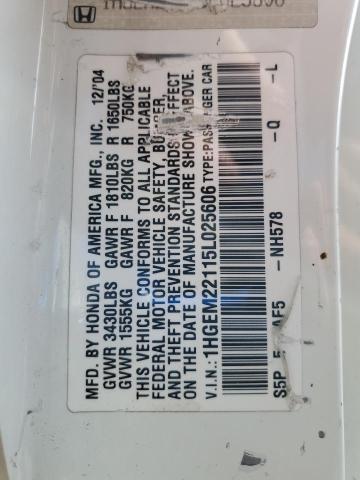 MFD. BY HONDA OF AMERICA MFG., INC. 12/'04
GVWR 3430LBS GAWR F 1810LBS R 1650LBS
GVWR 1555KG GAWR F 820KG R 750KG
THIS VEHICLE CONFORMS TO ALL APPLICABLE
FEDERAL MOTOR VEHICLE SAFETY,
AND THEFT PREVENTION STANDARDS EFFECT
ON THE DATE OF MANUFACTURE SHOWN ABOVE.
V.I.N.: 1HGEM22115L025606 TYPE: PASSENGER CAR
S5P AF5 -NH578 -Q -L